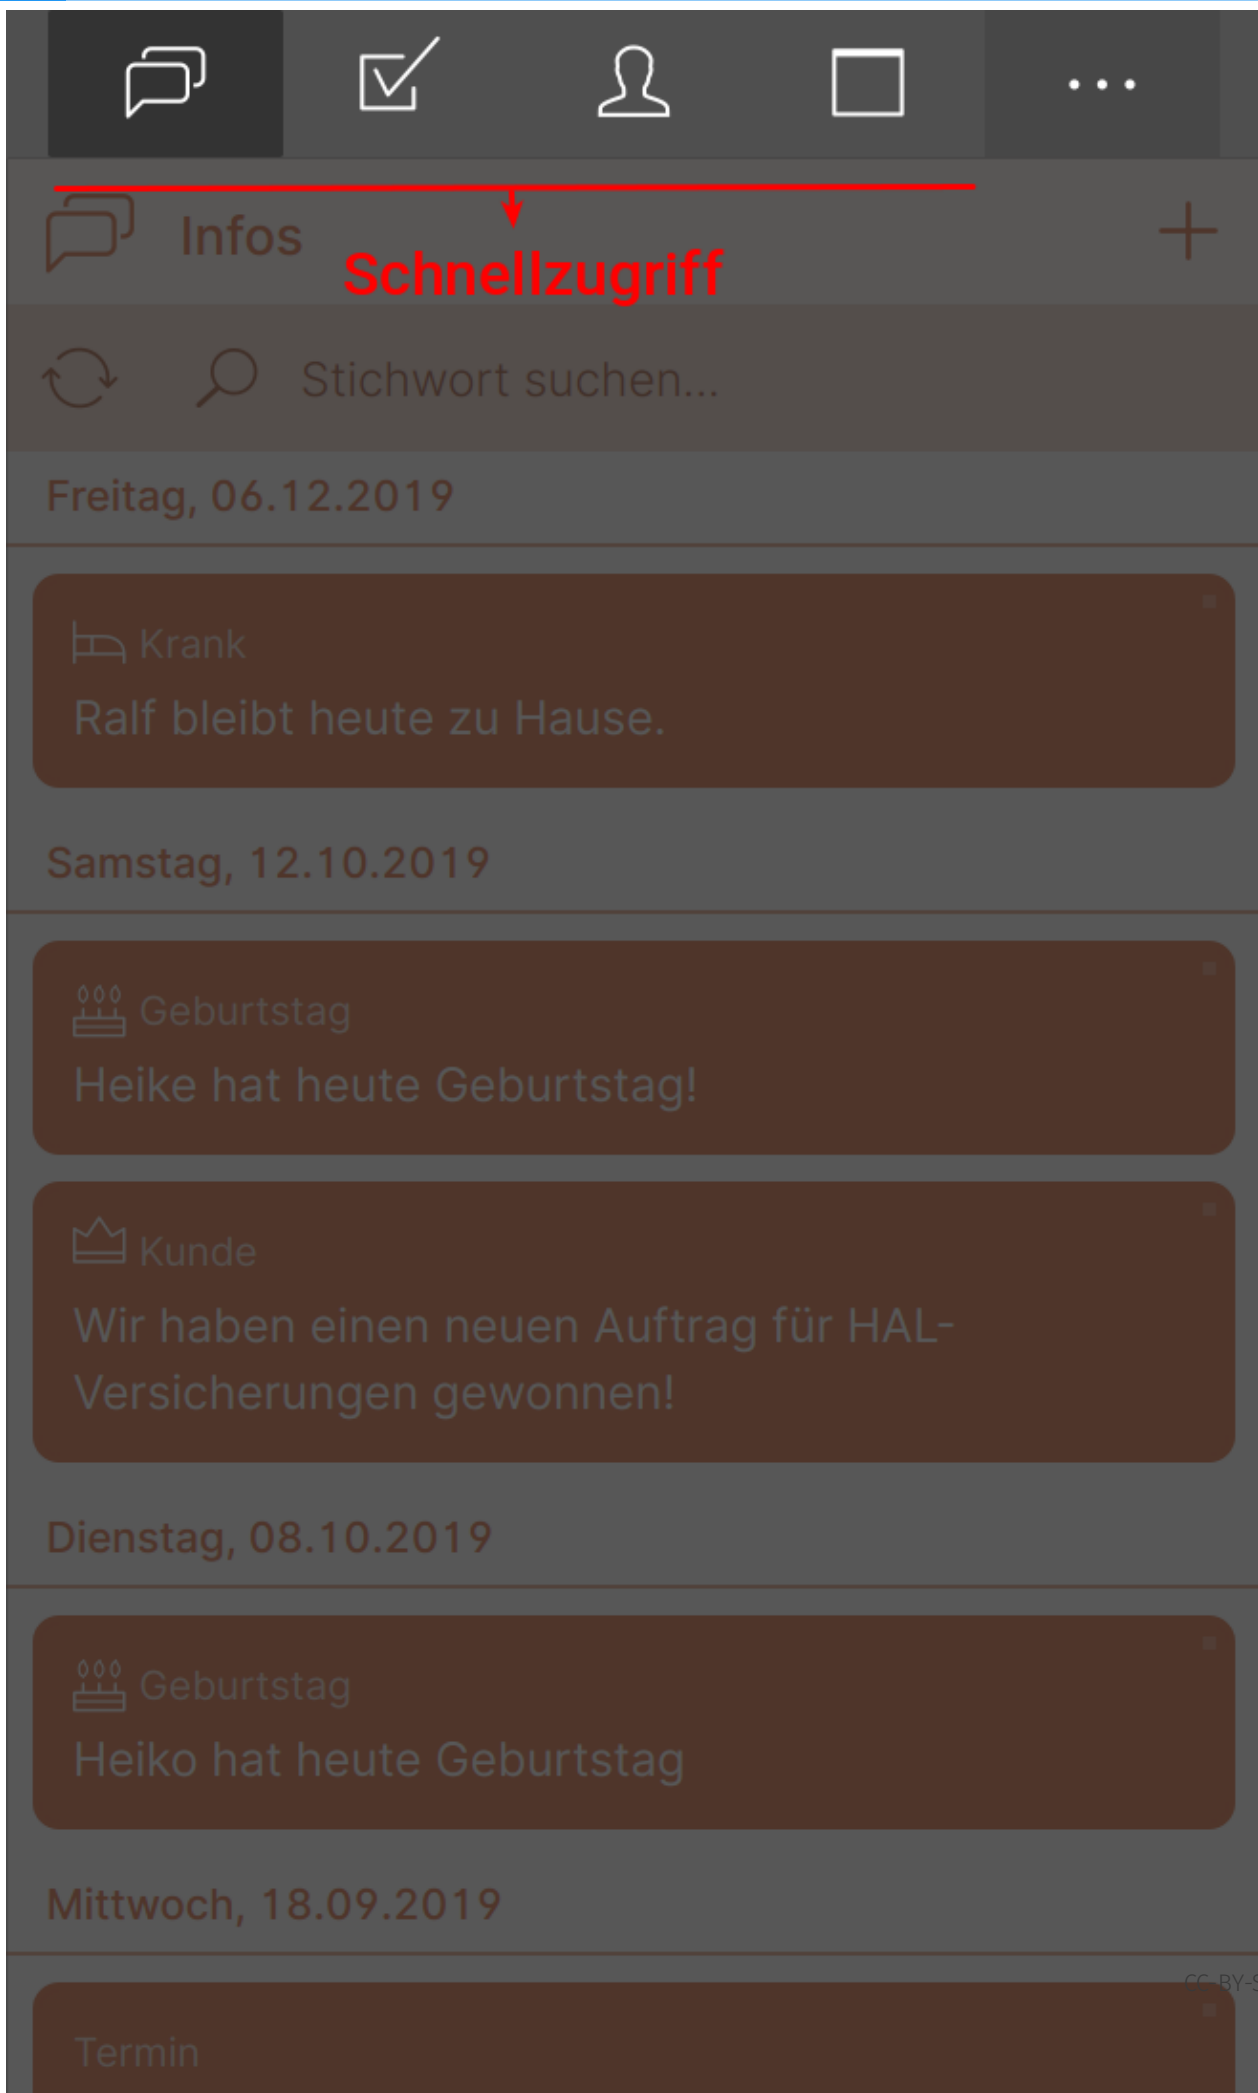 Infos
Schnellzugriff
Stichwort suchen...
Freitag, 06.12.2019
Krank
Ralf bleibt heute zu Hause.
Samstag, 12.10.2019
Geburtstag
Heike hat heute Geburtstag!
Kunde
Wir haben einen neuen Auftrag für HAL-
Versicherungen gewonnen!
Dienstag, 08.10.2019
Geburtstag
Heiko hat heute Geburtstag
Mittwoch, 18.09.2019
CC-BY-S
Termin